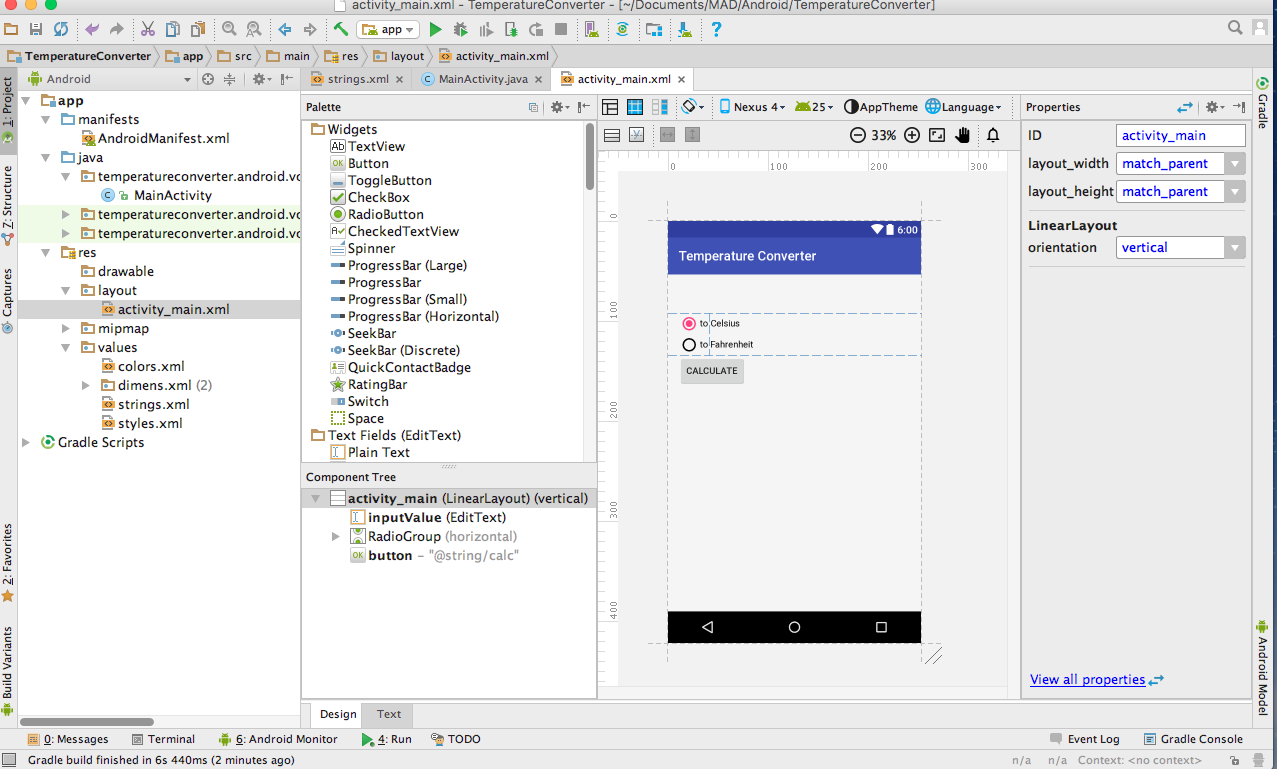 activity_main.xml - TemperatureConverter - [~/Documents/MAD/Android/TemperatureConverter]
app
TemperatureConverter app src main res layout activity_main.xml
Android
strings.xml MainActivity.java activity_main.xml
1: Project
Z: Structure
Captures
2: Favorites
Build Variants
app
manifests
AndroidManifest.xml
java
temperatureconverter.android.vo
MainActivity
temperatureconverter.android.vo
temperatureconverter.android.vo
res
drawable
layout
activity_main.xml
mipmap
values
colors.xml
dimens.xml (2)
strings.xml
styles.xml
Gradle Scripts
Palette
Widgets
Ab TextView
OK Button
ToggleButton
CheckBox
RadioButton
CheckedTextView
Spinner
ProgressBar (Large)
ProgressBar
ProgressBar (Small)
ProgressBar (Horizontal)
SeekBar
SeekBar (Discrete)
QuickContactBadge
RatingBar
Switch
Space
Text Fields (EditText)
Plain Text
Component Tree
activity_main (LinearLayout) (vertical)
inputValue (EditText)
RadioGroup (horizontal)
OK button - "@string/calc"
Nexus 4 25 AppTheme Language
33%
0 100 200 300
0
100
200
300
400
6:00
Temperature Converter
to Celsius
to Fahrenheit
CALCULATE
Properties
ID activity_main
layout_width match_parent
layout_height match_parent
LinearLayout
orientation vertical
View all properties
Gradle
Android Model
Design Text
0: Messages Terminal 6: Android Monitor 4: Run TODO Event Log Gradle Console
Gradle build finished in 6s 440ms (2 minutes ago) n/a n/a Context: <no context>